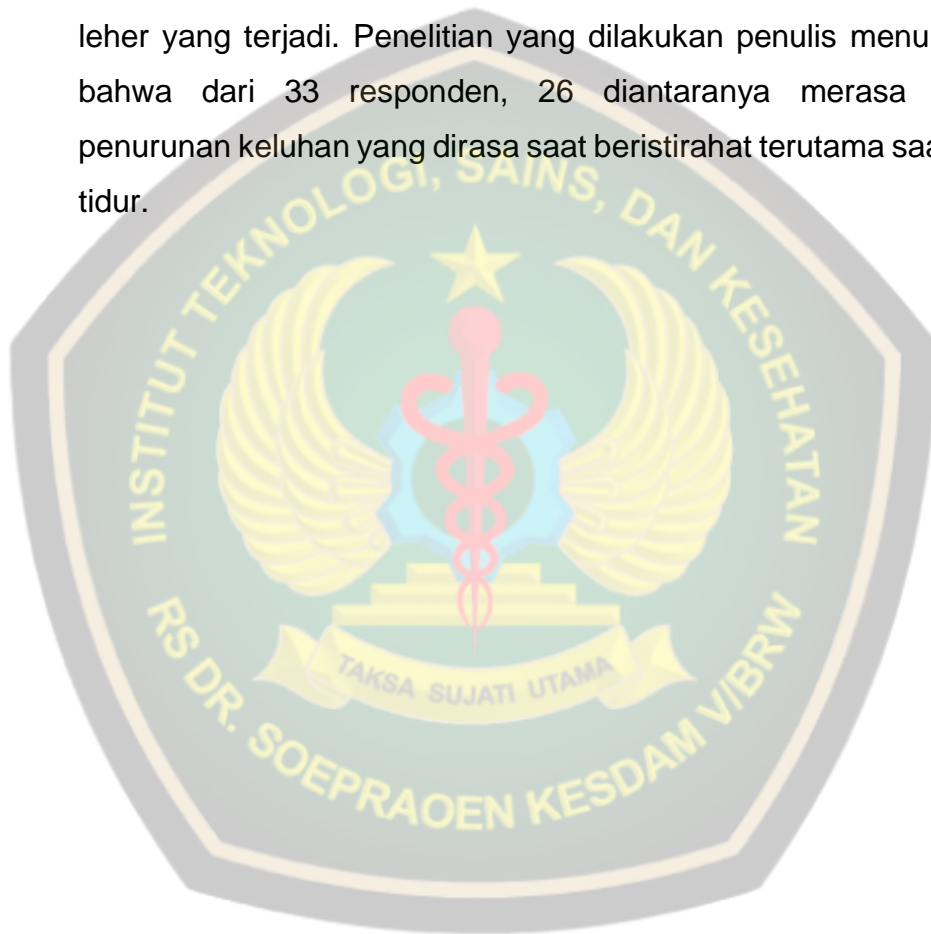 leher yang terjadi. Penelitian yang dilakukan penulis menu
bahwa dari 33 responden, 26 diantaranya merasa
penurunan keluhan yang dirasa saat beristirahat terutama saa
tidur.
INSTITUT TEKNOLOGI, SAINS, DAN KESEHATAN
TAKSA SUJATI UTAMA
RS DR. SOEPRAOEN KESDAM V/BRW